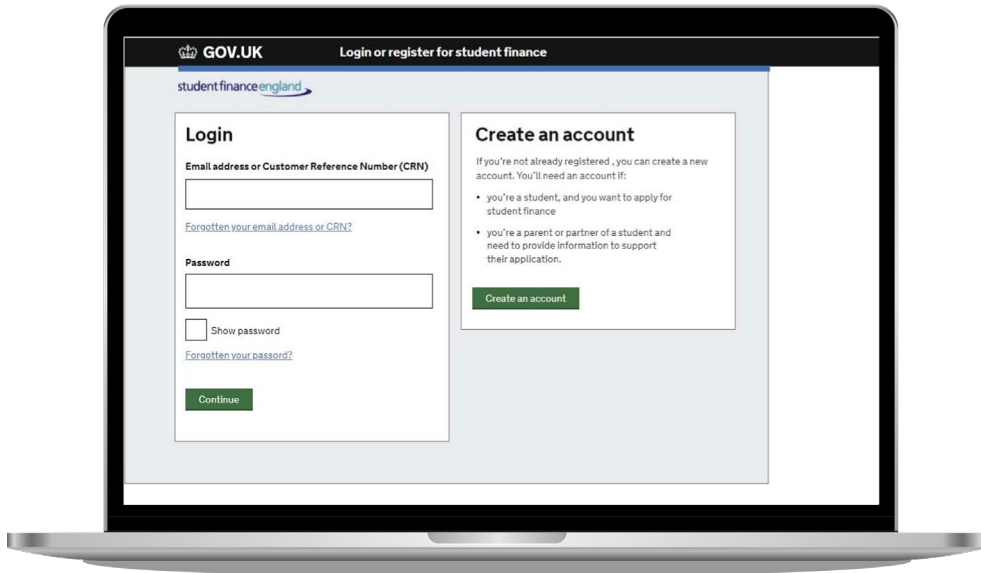 GOV.UK
Login or register for student finance
studentfinanceengland
Login
Email address or Customer Reference Number (CRN)
Forgotten your email address or CRN?
Password
Show password
Forgotten your passord?
Continue
Create an account
If you're not already registered , you can create a new
account. You'll need an account if:
• you're a student, and you want to apply for
student finance
• you're a parent or partner of a student and
need to provide information to support
their application.
Create an account